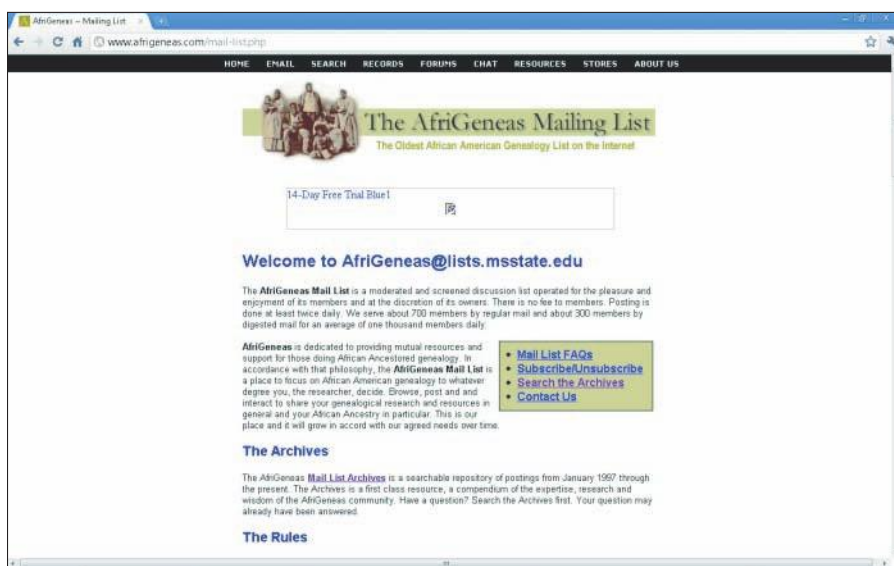 AfriGeneas ~ Mailing List
www.afrigeneas.com/mail-list.php
HOME EMAIL SEARCH RECORDS FORUMS CHAT RESOURCES STORES ABOUT US
The AfriGeneas Mailing List
The Oldest African American Genealogy List on the Internet
14-Day Free Trial Blue1
Welcome to AfriGeneas@lists.msstate.edu
The AfriGeneas Mail List is a moderated and screened discussion list operated for the pleasure and
enjoyment of its members and at the discretion of its owners. There is no fee to members. Posting is
done at least twice daily. We serve about 700 members by regular mail and about 300 members by
digested mail for an average of one thousand members daily.
AfriGeneas is dedicated to providing mutual resources and
support for those doing African Ancestored genealogy. In
accordance with that philosophy, the AfriGeneas Mail List is
a place to focus on African American genealogy to whatever
degree you, the researcher, decide. Browse, post and and
interact to share your genealogical research and resources in
general and your African Ancestry in particular. This is our
place and it will grow in accord with our agreed needs over time.
Mail List FAQs
Subscribe/Unsubscribe
Search the Archives
Contact Us
The Archives
The AfriGeneas Mail List Archives is a searchable repository of postings from January 1997 through
the present. The Archives is a first class resource, a compendium of the expertise, research and
wisdom of the AfriGeneas community. Have a question? Search the Archives first. Your question may
already have been answered.
The Rules